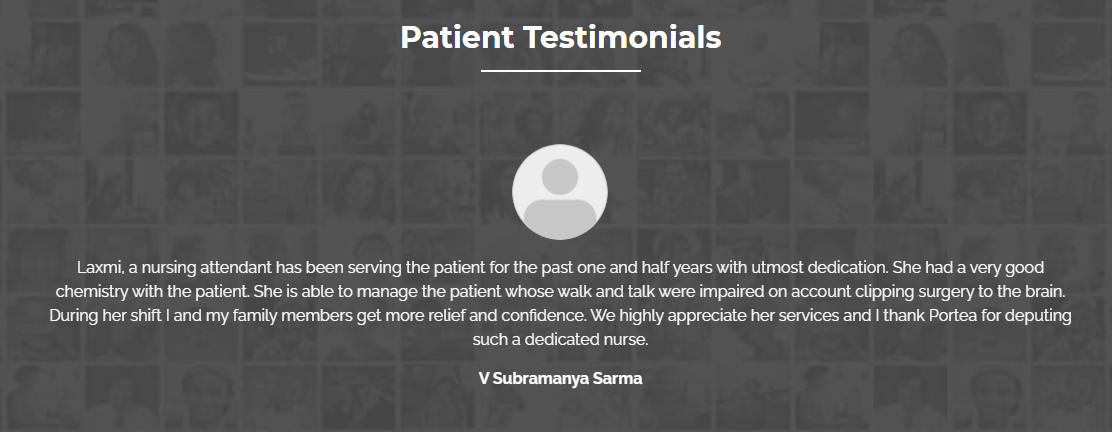 Patient Testimonials
Laxmi, a nursing attendant has been serving the patient for the past one and half years with utmost dedication. She had a very good
chemistry with the patient. She is able to manage the patient whose walk and talk were impaired on account clipping surgery to the brain.
During her shift I and my family members get more relief and confidence. We highly appreciate her services and I thank Portea for deputing
such a dedicated nurse.
V Subramanya Sarma